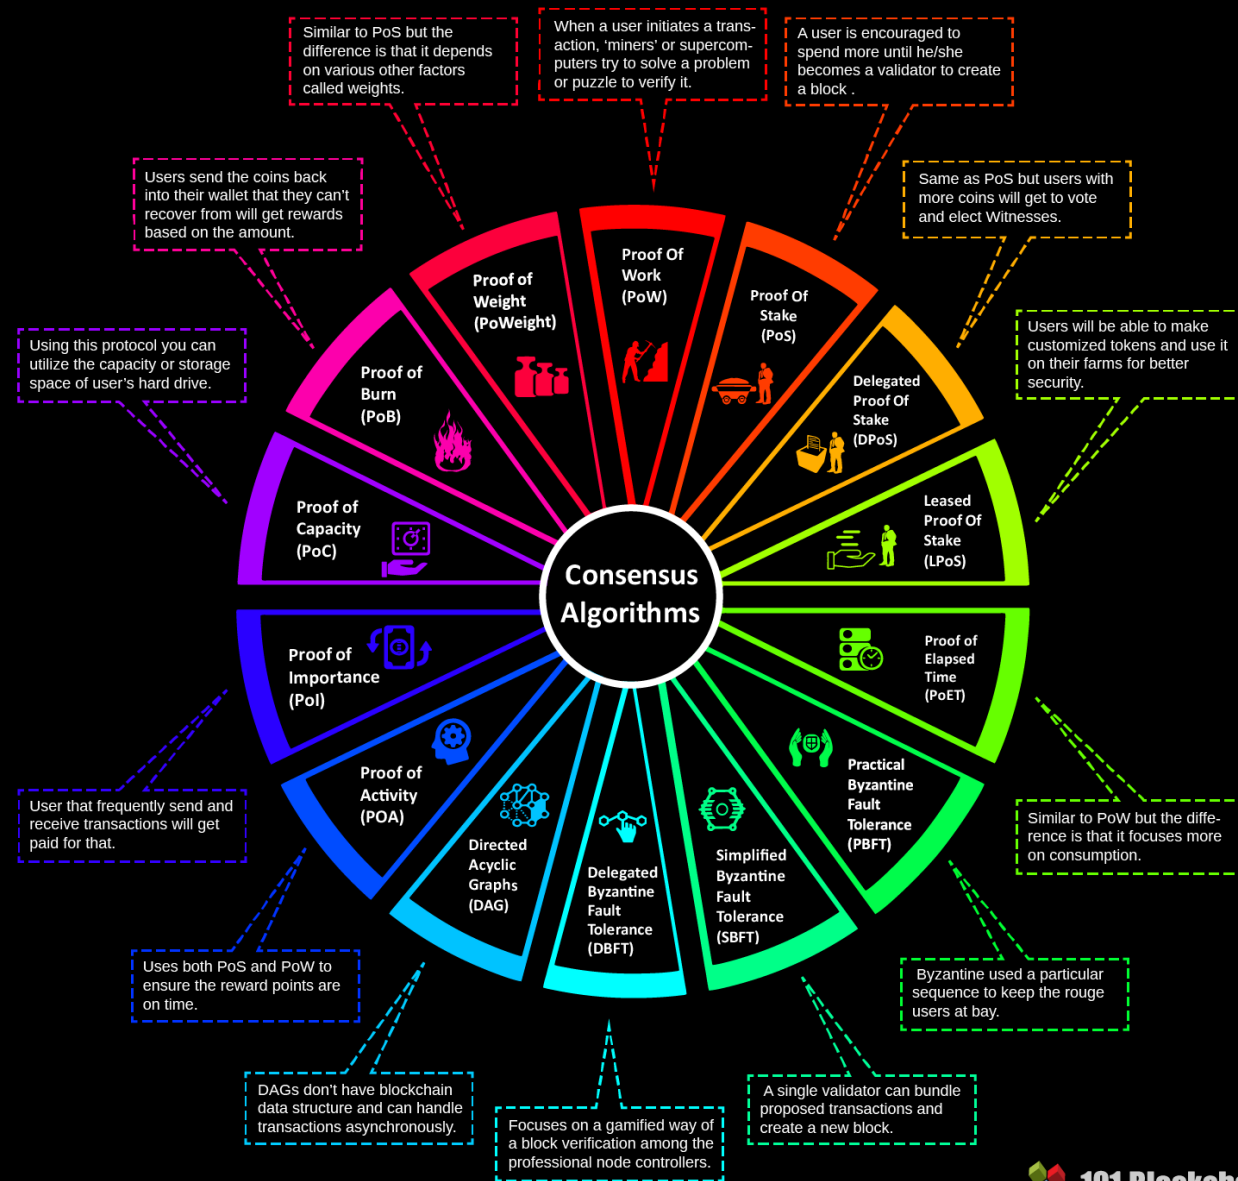 Similar to PoS but the
difference is that it depends
on various other factors
called weights.
When a user initiates a trans-
action, ‘miners’ or supercom-
puters try to solve a problem
or puzzle to verify it.
A user is encouraged to
spend more until he/she
becomes a validator to create
a block .
Users send the coins back
into their wallet that they can’t
recover from will get rewards
based on the amount.
Same as PoS but users with
more coins will get to vote
and elect Witnesses.
Using this protocol you can
utilize the capacity or storage
space of user’s hard drive.
Users will be able to make
customized tokens and use it
on their farms for better
security.
Proof of
Weight
(PoWeight)
Proof Of
Work
(PoW)
Proof Of
Stake
(PoS)
Proof of
Burn
(PoB)
Delegated
Proof Of
Stake
(DPoS)
Proof of
Capacity
(PoC)
Leased
Proof Of
Stake
(LPoS)
Consensus
Algorithms
Proof of
Importance
(PoI)
Proof of
Elapsed
Time
(PoET)
Proof of
Activity
(POA)
Directed
Acyclic
Graphs
(DAG)
Delegated
Byzantine
Fault
Tolerance
(DBFT)
Simplified
Byzantine
Fault
Tolerance
(SBFT)
Practical
Byzantine
Fault
Tolerance
(PBFT)
User that frequently send and
receive transactions will get
paid for that.
Similar to PoW but the diffe-
rence is that it focuses more
on consumption.
Uses both PoS and PoW to
ensure the reward points are
on time.
Byzantine used a particular
sequence to keep the rouge
users at bay.
DAGs don’t have blockchain
data structure and can handle
transactions asynchronously.
Focuses on a gamified way of
a block verification among the
professional node controllers.
A single validator can bundle
proposed transactions and
create a new block.
101